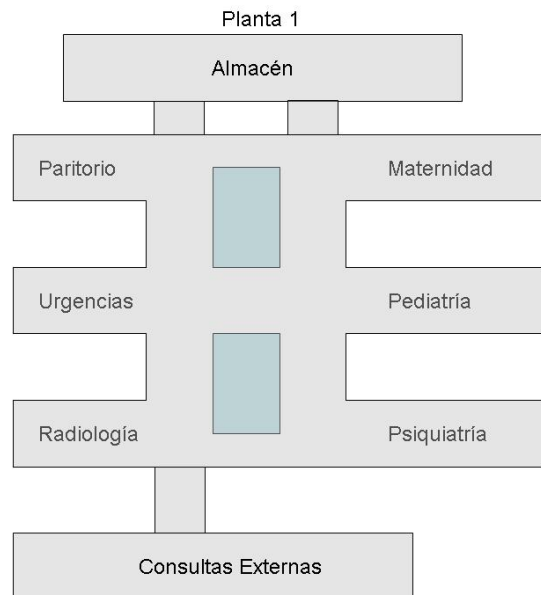 Planta 1
Almacén
Paritorio
Maternidad
Urgencias
Pediatría
Radiología
Psiquiatría
Consultas Externas